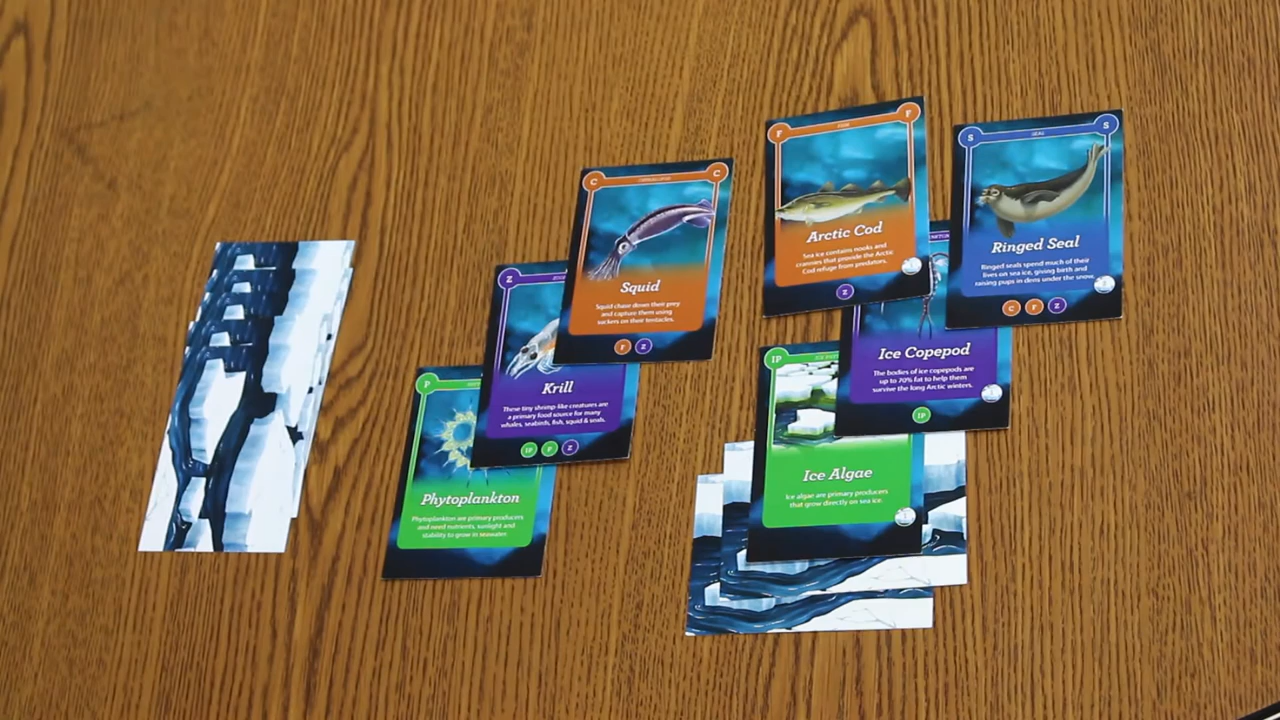 C
C
Squid
Squid chase down their prey
and capture them using
suckers on their tentacles.
F Z
F
FISH
F
Arctic Cod
Sea ice contains nooks and
crannies that provide the Arctic
Cod refuge from predators.
Z
S
SEAL
S
Ringed Seal
Ringed seals spend much of their
lives on sea ice, giving birth and
raising pups in dens under the snow.
C F Z
Z
Krill
These tiny shrimp-like creatures are
a primary food source for many
whales, seabirds, fish, squid & seals.
IP P Z
Ice Copepod
The bodies of ice copepods are
up to 70% fat to help them
survive the long Arctic winters.
IP
P
Phytoplankton
Phytoplankton are primary producers
and need nutrients, sunlight and
stability to grow in seawater.
IP
Ice Algae
Ice algae are primary producers
that grow directly on sea ice.